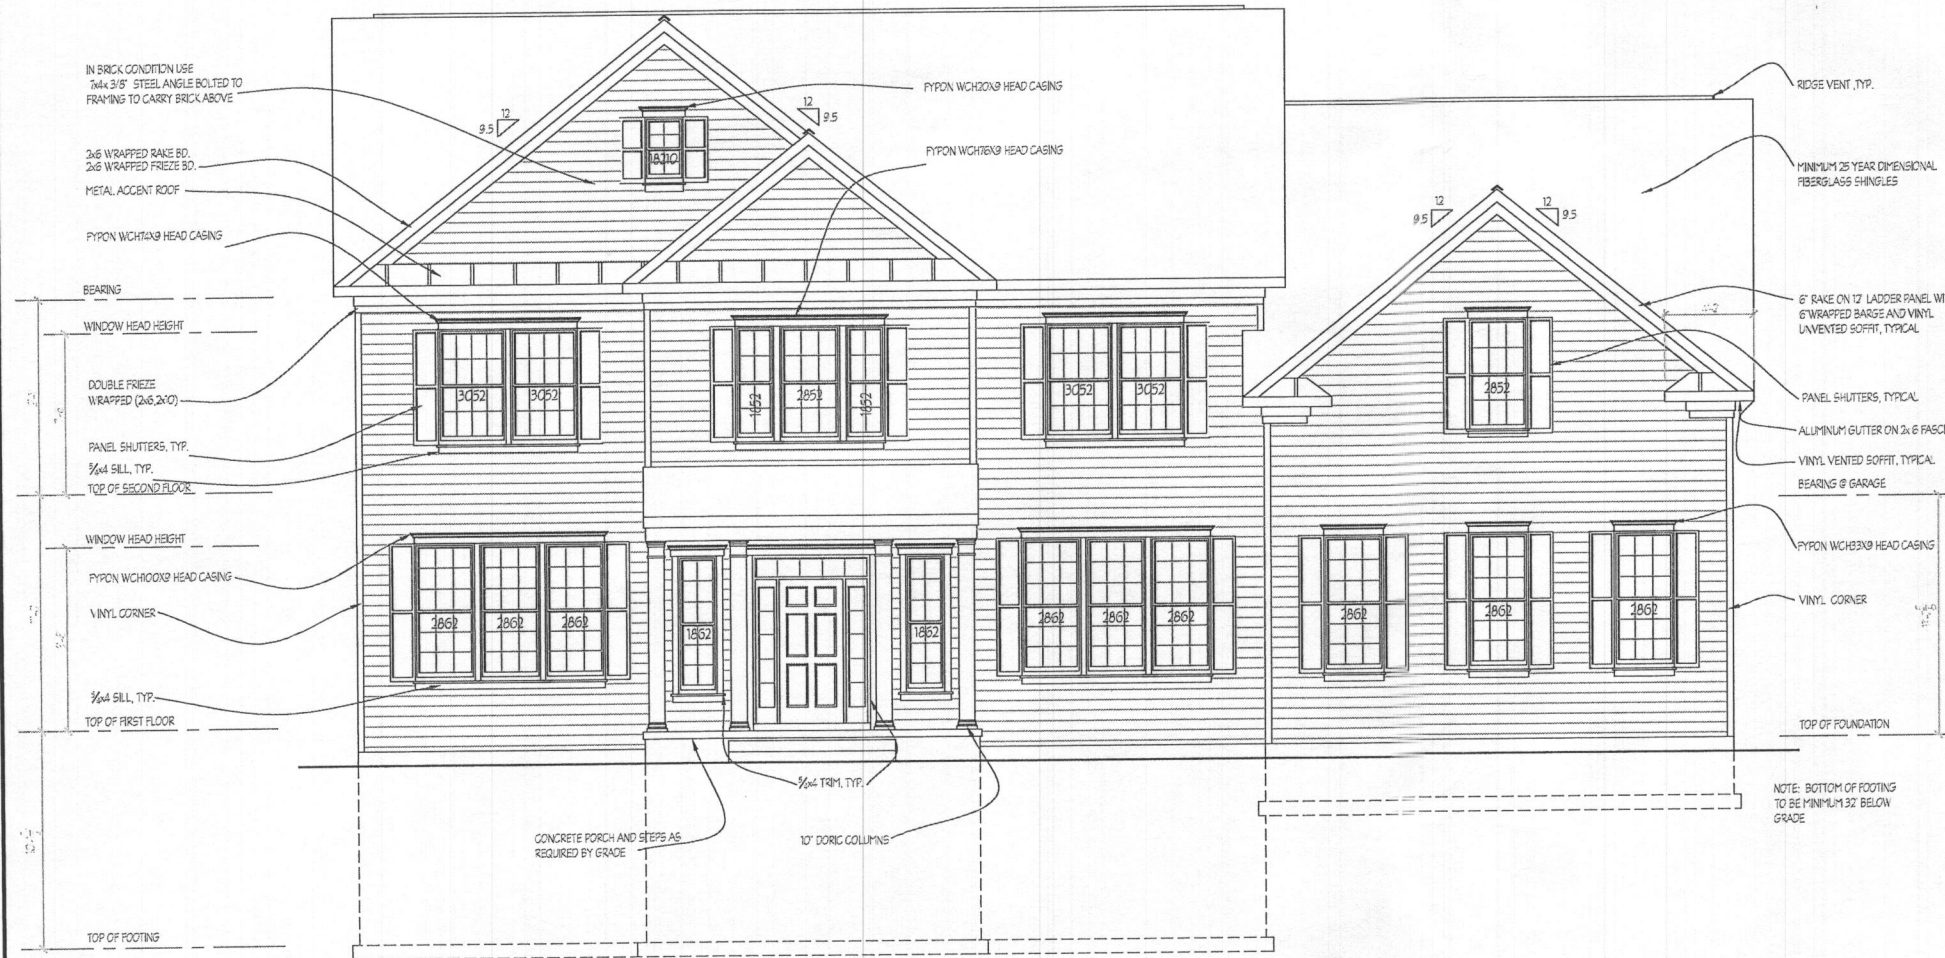 IN BRICK CONDITION USE
7x4x 3/8" STEEL ANGLE BOLTED TO
FRAMING TO CARRY BRICK ABOVE
2x6 WRAPPED RAKE BD.
2x6 WRAPPED FRIEZE BD.
METAL ACCENT ROOF
FYPON WCH74X9 HEAD CASING
BEARING
WINDOW HEAD HEIGHT
DOUBLE FRIEZE
WRAPPED (2x6,2x10)
PANEL SHUTTERS, TYP.
5/4x4 SILL, TYP.
TOP OF SECOND FLOOR
WINDOW HEAD HEIGHT
FYPON WCH100X9 HEAD CASING
VINYL CORNER
5/4x4 SILL, TYP.
TOP OF FIRST FLOOR
TOP OF FOOTING
12
9.5
12
9.5
FYPON WCH20X9 HEAD CASING
FYPON WCH76X9 HEAD CASING
18210
3052
3052
1852
2852
1852
3052
3052
2862
2862
2862
1862
1862
2862
2862
2862
5/4x4 TRIM, TYP.
CONCRETE PORCH AND STEPS AS
REQUIRED BY GRADE
10" DORIC COLUMNS
12
9.5
12
9.5
2852
2862
2862
2862
RIDGE VENT ,TYP.
MINIMUM 25 YEAR DIMENSIONAL
FIBERGLASS SHINGLES
6" RAKE ON 12" LADDER PANEL WI
6"WRAPPED BARGE AND VINYL
UNVENTED SOFFIT, TYPICAL
PANEL SHUTTERS, TYPICAL
ALUMINUM GUTTER ON 2x 6 FASCI
VINYL VENTED SOFFIT, TYPICAL
BEARING @ GARAGE
FYPON WCH33X9 HEAD CASING
VINYL CORNER
TOP OF FOUNDATION
NOTE: BOTTOM OF FOOTING
TO BE MINIMUM 32" BELOW
GRADE